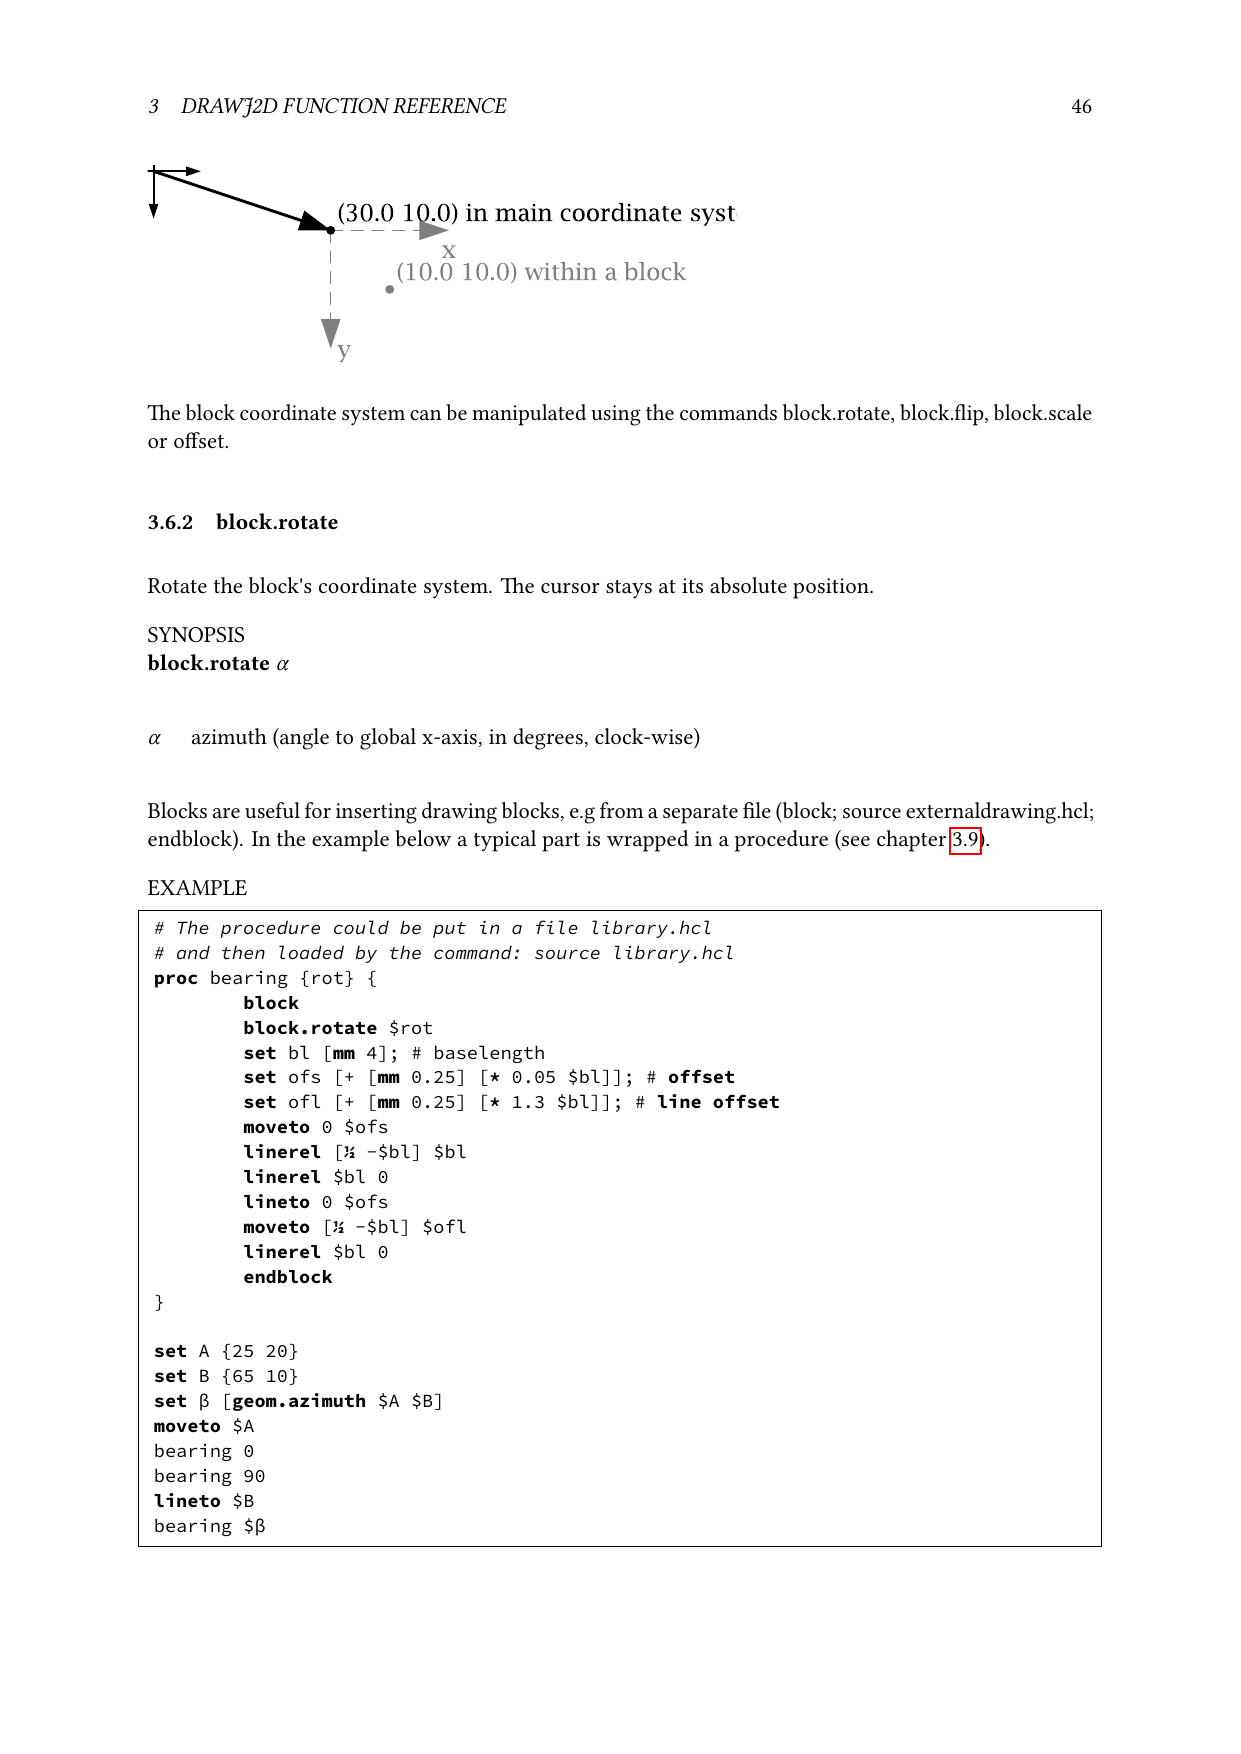 3 DRAWJ2D FUNCTION REFERENCE 46
(30.0 10.0) in main coordinate syst
x
(10.0 10.0) within a block
y
The block coordinate system can be manipulated using the commands block.rotate, block.flip, block.scale
or offset.
3.6.2 block.rotate
Rotate the block's coordinate system. The cursor stays at its absolute position.
SYNOPSIS
block.rotate α
α azimuth (angle to global x-axis, in degrees, clock-wise)
Blocks are useful for inserting drawing blocks, e.g from a separate file (block; source externaldrawing.hcl;
endblock). In the example below a typical part is wrapped in a procedure (see chapter 3.9).
EXAMPLE
# The procedure could be put in a file library.hcl
# and then loaded by the command: source library.hcl
proc bearing {rot} {
block
block.rotate $rot
set bl [mm 4]; # baselength
set ofs [+ [mm 0.25] [* 0.05 $bl]]; # offset
set ofl [+ [mm 0.25] [* 1.3 $bl]]; # line offset
moveto 0 $ofs
linerel [½ -$bl] $bl
linerel $bl 0
lineto 0 $ofs
moveto [½ -$bl] $ofl
linerel $bl 0
endblock
}
set A {25 20}
set B {65 10}
set β [geom.azimuth $A $B]
moveto $A
bearing 0
bearing 90
lineto $B
bearing $β